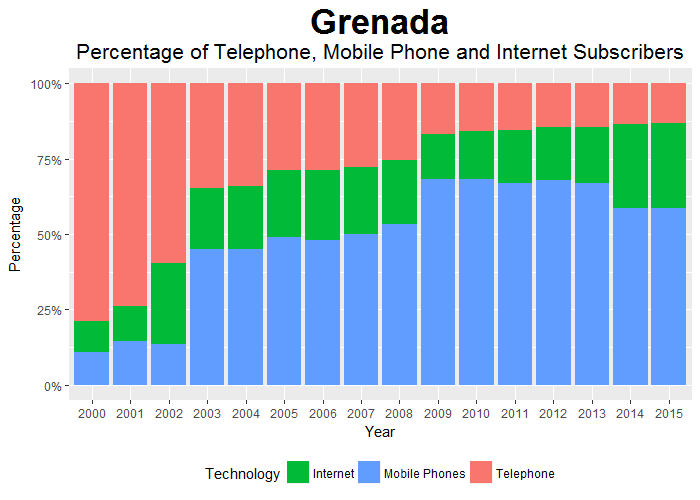 Grenada
Percentage of Telephone, Mobile Phone and Internet Subscribers
100%
75%
50%
25%
0%
Percentage
2000 2001 2002 2003 2004 2005 2006 2007 2008 2009 2010 2011 2012 2013 2014 2015
Year
Technology Internet Mobile Phones Telephone